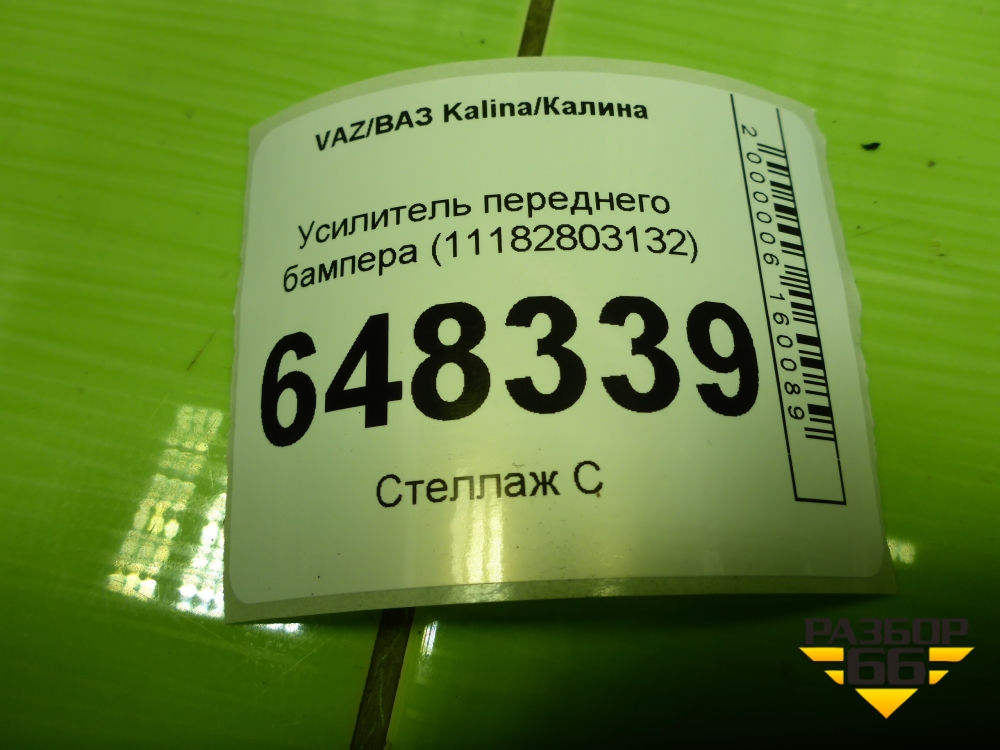 VAZ/ВАЗ Kalina/Калина
Усилитель переднего
бампера (11182803132)
648339
Стеллаж С
2000006160089
РАЗБОР
66